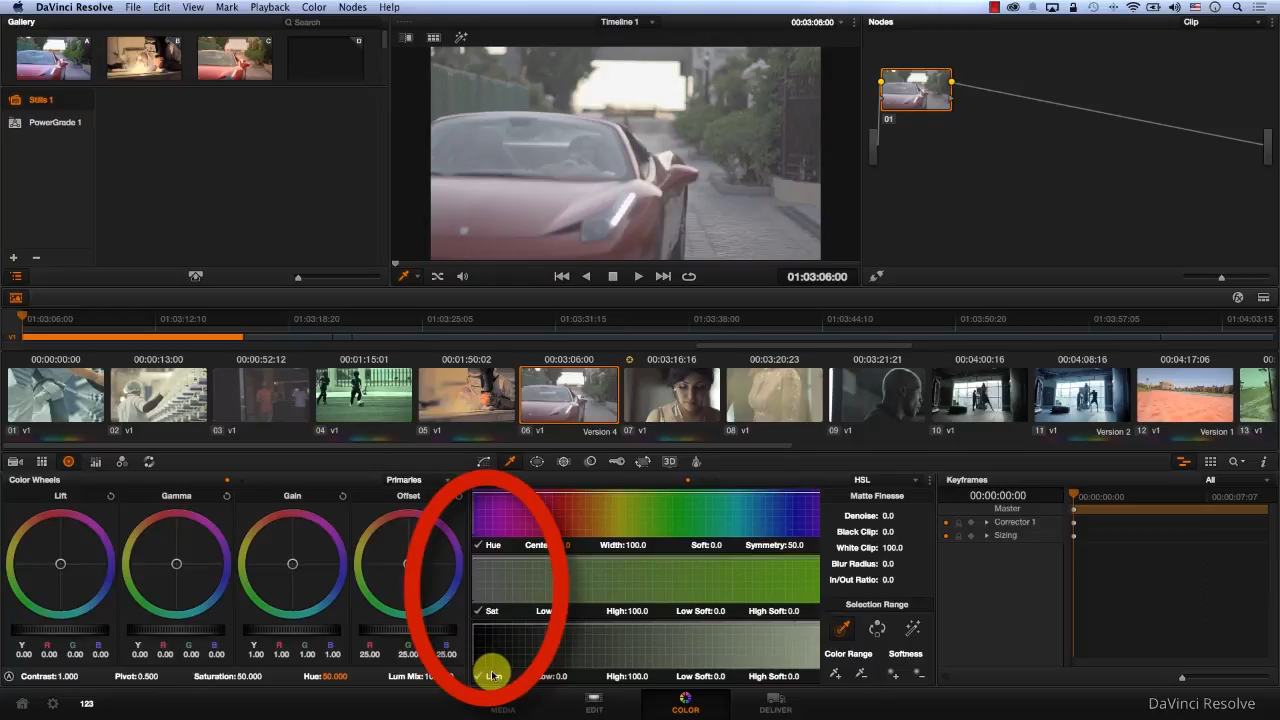 DaVinci Resolve File Edit View Mark Playback Color Nodes Help
Gallery Search Timeline 1 00:03:06:00 Nodes Clip
A B C D
Stills 1
PowerGrade 1
01
01:03:06:00
01:03:06:00 01:03:12:10 01:03:18:20 01:03:25:05 01:03:31:15 01:03:38:00 01:03:44:10 01:03:50:20 01:03:57:05 01:04:03:15
V1
00:00:00:00 00:00:13:00 00:00:52:12 00:01:15:01 00:01:50:02 00:03:06:00 00:03:16:16 00:03:20:23 00:03:21:21 00:04:00:16 00:04:08:16 00:04:17:06
01 V1 02 V1 03 V1 04 V1 05 V1 06 V1 Version 4 07 V1 08 V1 09 V1 10 V1 11 V1 Version 2 12 V1 Version 1 13
3D
Color Wheels Primaries HSL Keyframes All
Lift Gamma Gain Offset Matte Finesse 00:00:00:00 00:00:00:00 00:00:07:07
Master
Denoise: 0.0 Corrector 1
Black Clip: 0.0 Sizing
Hue Width:100.0 Soft:0.0 Symmetry:50.0 White Clip: 100.0
Blur Radius: 0.0
In/Out Ratio: 0.0
Selection Range
Sat High:100.0 Low Soft:0.0 High Soft:0.0
Y R G B Y R G B Y R G B R G B
0.00 0.00 0.00 0.00 0.00 0.00 0.00 0.00 1.00 1.00 1.00 1.00 25.00 25.00 25.00
Color Range Softness
Contrast:1.000 Pivot:0.500 Saturation:50.000 Hue:50.000 High:100.0 Low Soft:0.0 High Soft:0.0
123 MEDIA EDIT COLOR DELIVER
DaVinci Resolve